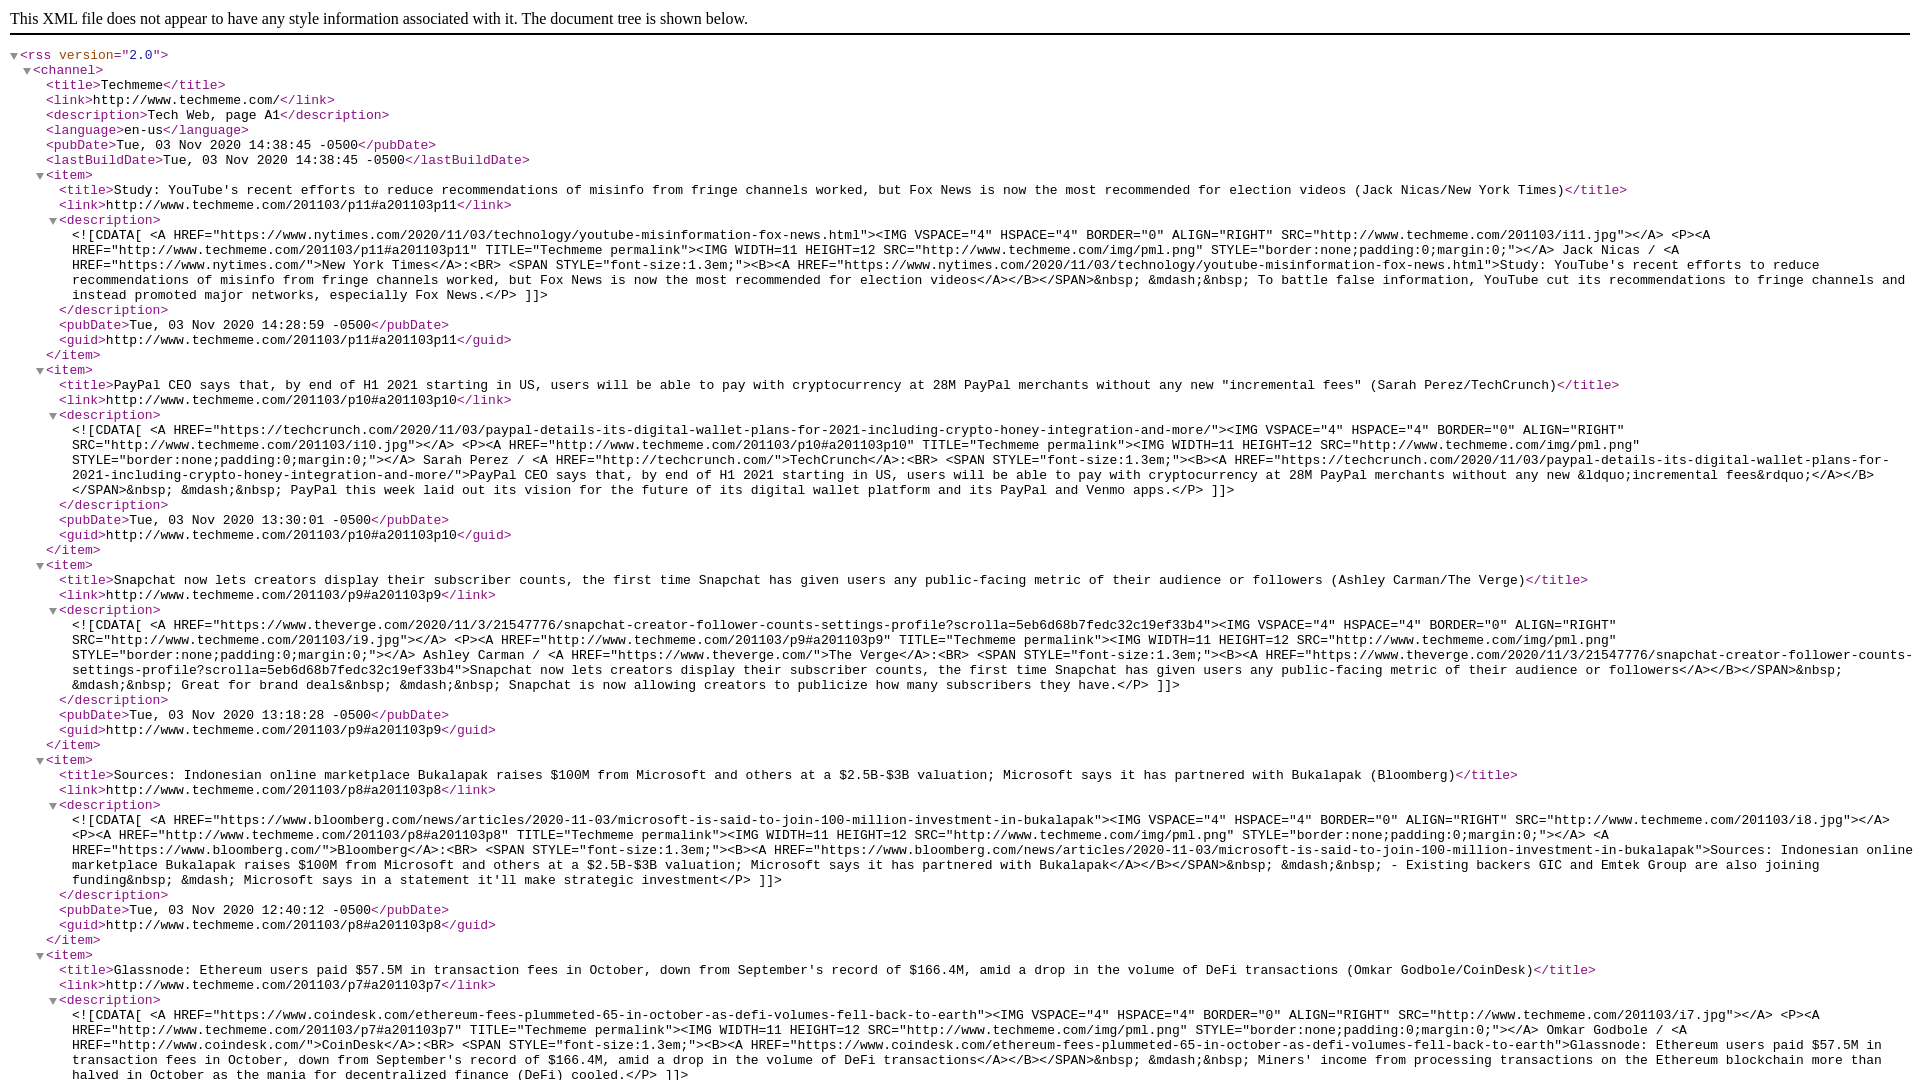 This XML file does not appear to have any style information associated with it. The document tree is shown below.
<rss version="2.0">
<channel>
<title>Techmeme</title>
<link>http://www.techmeme.com/</link>
<description>Tech Web, page A1</description>
<language>en-us</language>
<pubDate>Tue, 03 Nov 2020 14:38:45 -0500</pubDate>
<lastBuildDate>Tue, 03 Nov 2020 14:38:45 -0500</lastBuildDate>
<item>
<title>Study: YouTube's recent efforts to reduce recommendations of misinfo from fringe channels worked, but Fox News is now the most recommended for election videos (Jack Nicas/New York Times)</title>
<link>http://www.techmeme.com/201103/p11#a201103p11</link>
<description>
<![CDATA[ <A HREF="https://www.nytimes.com/2020/11/03/technology/youtube-misinformation-fox-news.html"><IMG VSPACE="4" HSPACE="4" BORDER="0" ALIGN="RIGHT" SRC="http://www.techmeme.com/201103/i11.jpg"></A> <P><A
HREF="http://www.techmeme.com/201103/p11#a201103p11" TITLE="Techmeme permalink"><IMG WIDTH=11 HEIGHT=12 SRC="http://www.techmeme.com/img/pml.png" STYLE="border:none;padding:0;margin:0;"></A> Jack Nicas / <A
HREF="https://www.nytimes.com/">New York Times</A>:<BR> <SPAN STYLE="font-size:1.3em;"><B><A HREF="https://www.nytimes.com/2020/11/03/technology/youtube-misinformation-fox-news.html">Study: YouTube's recent efforts to reduce
recommendations of misinfo from fringe channels worked, but Fox News is now the most recommended for election videos</A></B></SPAN>&nbsp; &mdash;&nbsp; To battle false information, YouTube cut its recommendations to fringe channels and
instead promoted major networks, especially Fox News.</P> ]]>
</description>
<pubDate>Tue, 03 Nov 2020 14:28:59 -0500</pubDate>
<guid>http://www.techmeme.com/201103/p11#a201103p11</guid>
</item>
<item>
<title>PayPal CEO says that, by end of H1 2021 starting in US, users will be able to pay with cryptocurrency at 28M PayPal merchants without any new "incremental fees" (Sarah Perez/TechCrunch)</title>
<link>http://www.techmeme.com/201103/p10#a201103p10</link>
<description>
<![CDATA[ <A HREF="https://techcrunch.com/2020/11/03/paypal-details-its-digital-wallet-plans-for-2021-including-crypto-honey-integration-and-more/"><IMG VSPACE="4" HSPACE="4" BORDER="0" ALIGN="RIGHT"
SRC="http://www.techmeme.com/201103/i10.jpg"></A> <P><A HREF="http://www.techmeme.com/201103/p10#a201103p10" TITLE="Techmeme permalink"><IMG WIDTH=11 HEIGHT=12 SRC="http://www.techmeme.com/img/pml.png"
STYLE="border:none;padding:0;margin:0;"></A> Sarah Perez / <A HREF="http://techcrunch.com/">TechCrunch</A>:<BR> <SPAN STYLE="font-size:1.3em;"><B><A HREF="https://techcrunch.com/2020/11/03/paypal-details-its-digital-wallet-plans-for-
2021-including-crypto-honey-integration-and-more/">PayPal CEO says that, by end of H1 2021 starting in US, users will be able to pay with cryptocurrency at 28M PayPal merchants without any new &ldquo;incremental fees&rdquo;</A></B>
</SPAN>&nbsp; &mdash;&nbsp; PayPal this week laid out its vision for the future of its digital wallet platform and its PayPal and Venmo apps.</P> ]]>
</description>
<pubDate>Tue, 03 Nov 2020 13:30:01 -0500</pubDate>
<guid>http://www.techmeme.com/201103/p10#a201103p10</guid>
</item>
<item>
<title>Snapchat now lets creators display their subscriber counts, the first time Snapchat has given users any public-facing metric of their audience or followers (Ashley Carman/The Verge)</title>
<link>http://www.techmeme.com/201103/p9#a201103p9</link>
<description>
<![CDATA[ <A HREF="https://www.theverge.com/2020/11/3/21547776/snapchat-creator-follower-counts-settings-profile?scrolla=5eb6d68b7fedc32c19ef33b4"><IMG VSPACE="4" HSPACE="4" BORDER="0" ALIGN="RIGHT"
SRC="http://www.techmeme.com/201103/i9.jpg"></A> <P><A HREF="http://www.techmeme.com/201103/p9#a201103p9" TITLE="Techmeme permalink"><IMG WIDTH=11 HEIGHT=12 SRC="http://www.techmeme.com/img/pml.png"
STYLE="border:none;padding:0;margin:0;"></A> Ashley Carman / <A HREF="https://www.theverge.com/">The Verge</A>:<BR> <SPAN STYLE="font-size:1.3em;"><B><A HREF="https://www.theverge.com/2020/11/3/21547776/snapchat-creator-follower-counts-
settings-profile?scrolla=5eb6d68b7fedc32c19ef33b4">Snapchat now lets creators display their subscriber counts, the first time Snapchat has given users any public-facing metric of their audience or followers</A></B></SPAN>&nbsp;
&mdash;&nbsp; Great for brand deals&nbsp; &mdash;&nbsp; Snapchat is now allowing creators to publicize how many subscribers they have.</P> ]]>
</description>
<pubDate>Tue, 03 Nov 2020 13:18:28 -0500</pubDate>
<guid>http://www.techmeme.com/201103/p9#a201103p9</guid>
</item>
<item>
<title>Sources: Indonesian online marketplace Bukalapak raises $100M from Microsoft and others at a $2.5B-$3B valuation; Microsoft says it has partnered with Bukalapak (Bloomberg)</title>
<link>http://www.techmeme.com/201103/p8#a201103p8</link>
<description>
<![CDATA[ <A HREF="https://www.bloomberg.com/news/articles/2020-11-03/microsoft-is-said-to-join-100-million-investment-in-bukalapak"><IMG VSPACE="4" HSPACE="4" BORDER="0" ALIGN="RIGHT" SRC="http://www.techmeme.com/201103/i8.jpg"></A>
<P><A HREF="http://www.techmeme.com/201103/p8#a201103p8" TITLE="Techmeme permalink"><IMG WIDTH=11 HEIGHT=12 SRC="http://www.techmeme.com/img/pml.png" STYLE="border:none;padding:0;margin:0;"></A> <A
HREF="https://www.bloomberg.com/">Bloomberg</A>:<BR> <SPAN STYLE="font-size:1.3em;"><B><A HREF="https://www.bloomberg.com/news/articles/2020-11-03/microsoft-is-said-to-join-100-million-investment-in-bukalapak">Sources: Indonesian online
marketplace Bukalapak raises $100M from Microsoft and others at a $2.5B-$3B valuation; Microsoft says it has partnered with Bukalapak</A></B></SPAN>&nbsp; &mdash;&nbsp; - Existing backers GIC and Emtek Group are also joining
funding&nbsp; &mdash; Microsoft says in a statement it'll make strategic investment</P> ]]>
</description>
<pubDate>Tue, 03 Nov 2020 12:40:12 -0500</pubDate>
<guid>http://www.techmeme.com/201103/p8#a201103p8</guid>
</item>
<item>
<title>Glassnode: Ethereum users paid $57.5M in transaction fees in October, down from September's record of $166.4M, amid a drop in the volume of DeFi transactions (Omkar Godbole/CoinDesk)</title>
<link>http://www.techmeme.com/201103/p7#a201103p7</link>
<description>
<![CDATA[ <A HREF="https://www.coindesk.com/ethereum-fees-plummeted-65-in-october-as-defi-volumes-fell-back-to-earth"><IMG VSPACE="4" HSPACE="4" BORDER="0" ALIGN="RIGHT" SRC="http://www.techmeme.com/201103/i7.jpg"></A> <P><A
HREF="http://www.techmeme.com/201103/p7#a201103p7" TITLE="Techmeme permalink"><IMG WIDTH=11 HEIGHT=12 SRC="http://www.techmeme.com/img/pml.png" STYLE="border:none;padding:0;margin:0;"></A> Omkar Godbole / <A
HREF="http://www.coindesk.com/">CoinDesk</A>:<BR> <SPAN STYLE="font-size:1.3em;"><B><A HREF="https://www.coindesk.com/ethereum-fees-plummeted-65-in-october-as-defi-volumes-fell-back-to-earth">Glassnode: Ethereum users paid $57.5M in
transaction fees in October, down from September's record of $166.4M, amid a drop in the volume of DeFi transactions</A></B></SPAN>&nbsp; &mdash;&nbsp; Miners' income from processing transactions on the Ethereum blockchain more than
halved in October as the mania for decentralized finance (DeFi) cooled.</P> ]]>